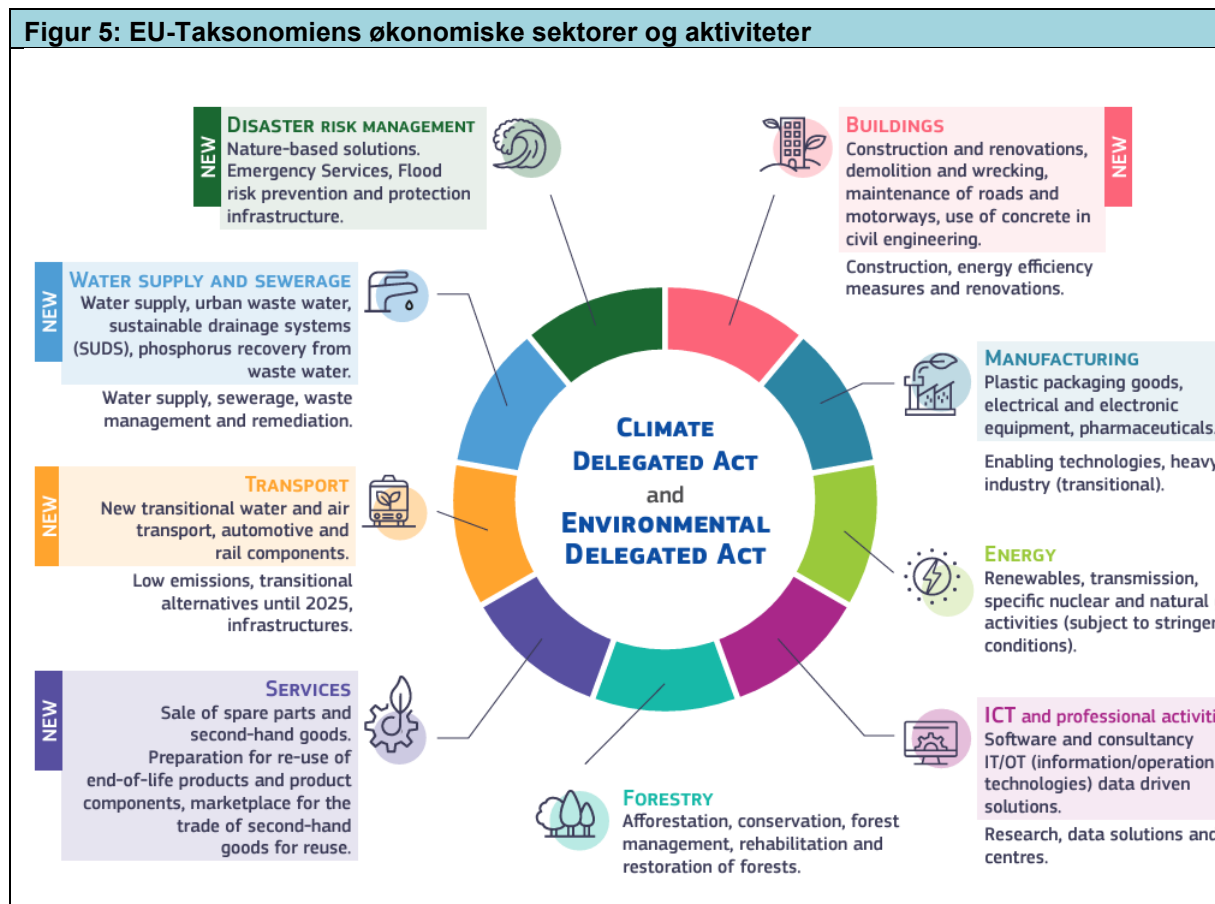 Figur 5: EU-Taksonomiens økonomiske sektorer og aktiviteter
NEW
DISASTER RISK MANAGEMENT
Nature-based solutions.
Emergency Services, Flood
risk prevention and protection
infrastructure.
BUILDINGS
Construction and renovations,
demolition and wrecking,
maintenance of roads and
motorways, use of concrete in
civil engineering.
NEW
Construction, energy efficiency
measures and renovations.
NEW
WATER SUPPLY AND SEWERAGE
Water supply, urban waste water,
sustainable drainage systems
(SUDS), phosphorus recovery from
waste water.
Water supply, sewerage, waste
management and remediation.
MANUFACTURING
Plastic packaging goods,
electrical and electronic
equipment, pharmaceuticals.
Enabling technologies, heavy
industry (transitional).
CLIMATE
DELEGATED ACT
and
ENVIRONMENTAL
DELEGATED ACT
NEW
TRANSPORT
New transitional water and air
transport, automotive and
rail components.
Low emissions, transitional
alternatives until 2025,
infrastructures.
ENERGY
Renewables, transmission,
specific nuclear and natural
activities (subject to
conditions).
NEW
SERVICES
Sale of spare parts and
second-hand goods.
Preparation for re-use of
end-of-life products and product
components, marketplace for the
trade of second-hand
goods for reuse.
ICT and professional
Software and consultancy
IT/OT (information/operation
technologies) data driven
solutions.
Research, data solutions and
centres.
FORESTRY
Afforestation, conservation, forest
management, rehabilitation and
restoration of forests.